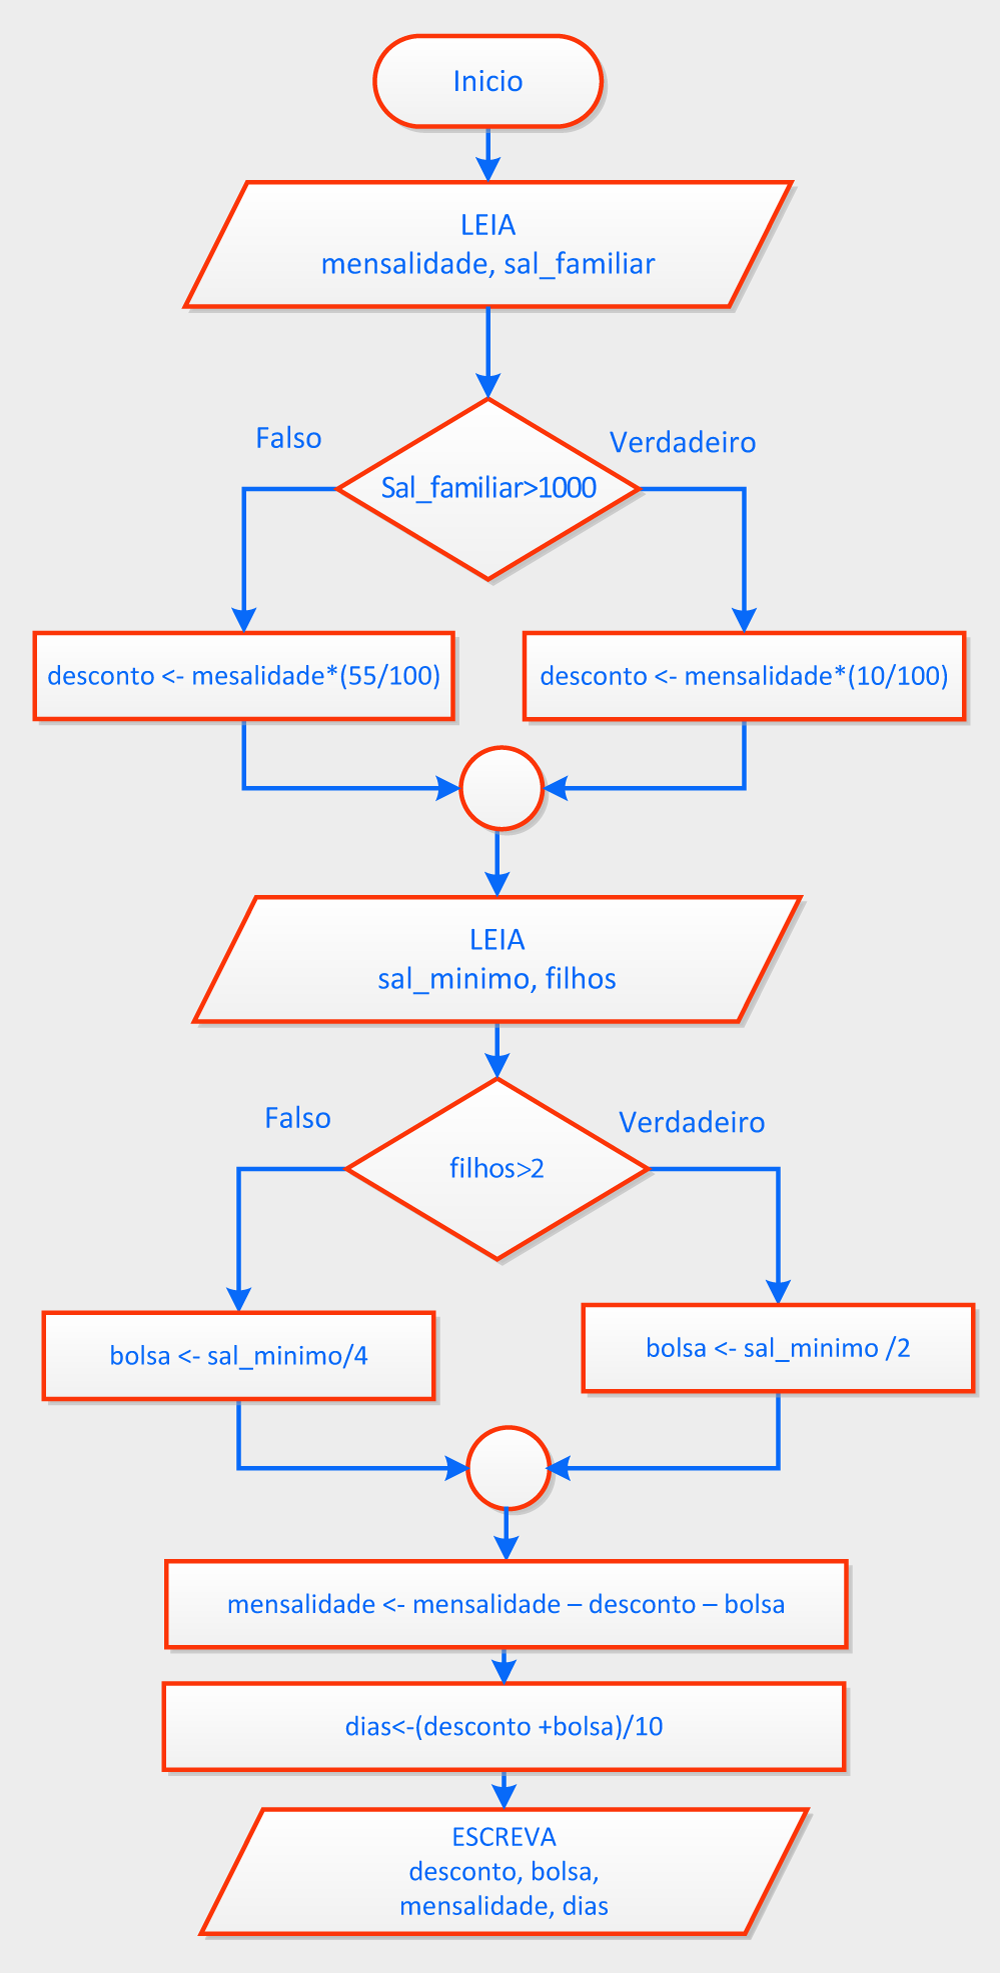 Inicio
LEIA
mensalidade, sal_familiar
Falso
Verdadeiro
Sal_familiar>1000
desconto <- mesalidade*(55/100)
desconto <- mensalidade*(10/100)
LEIA
sal_minimo, filhos
Falso
Verdadeiro
filhos>2
bolsa <- sal_minimo/4
bolsa <- sal_minimo /2
mensalidade <- mensalidade – desconto – bolsa
dias<-(desconto +bolsa)/10
ESCREVA
desconto, bolsa,
mensalidade, dias